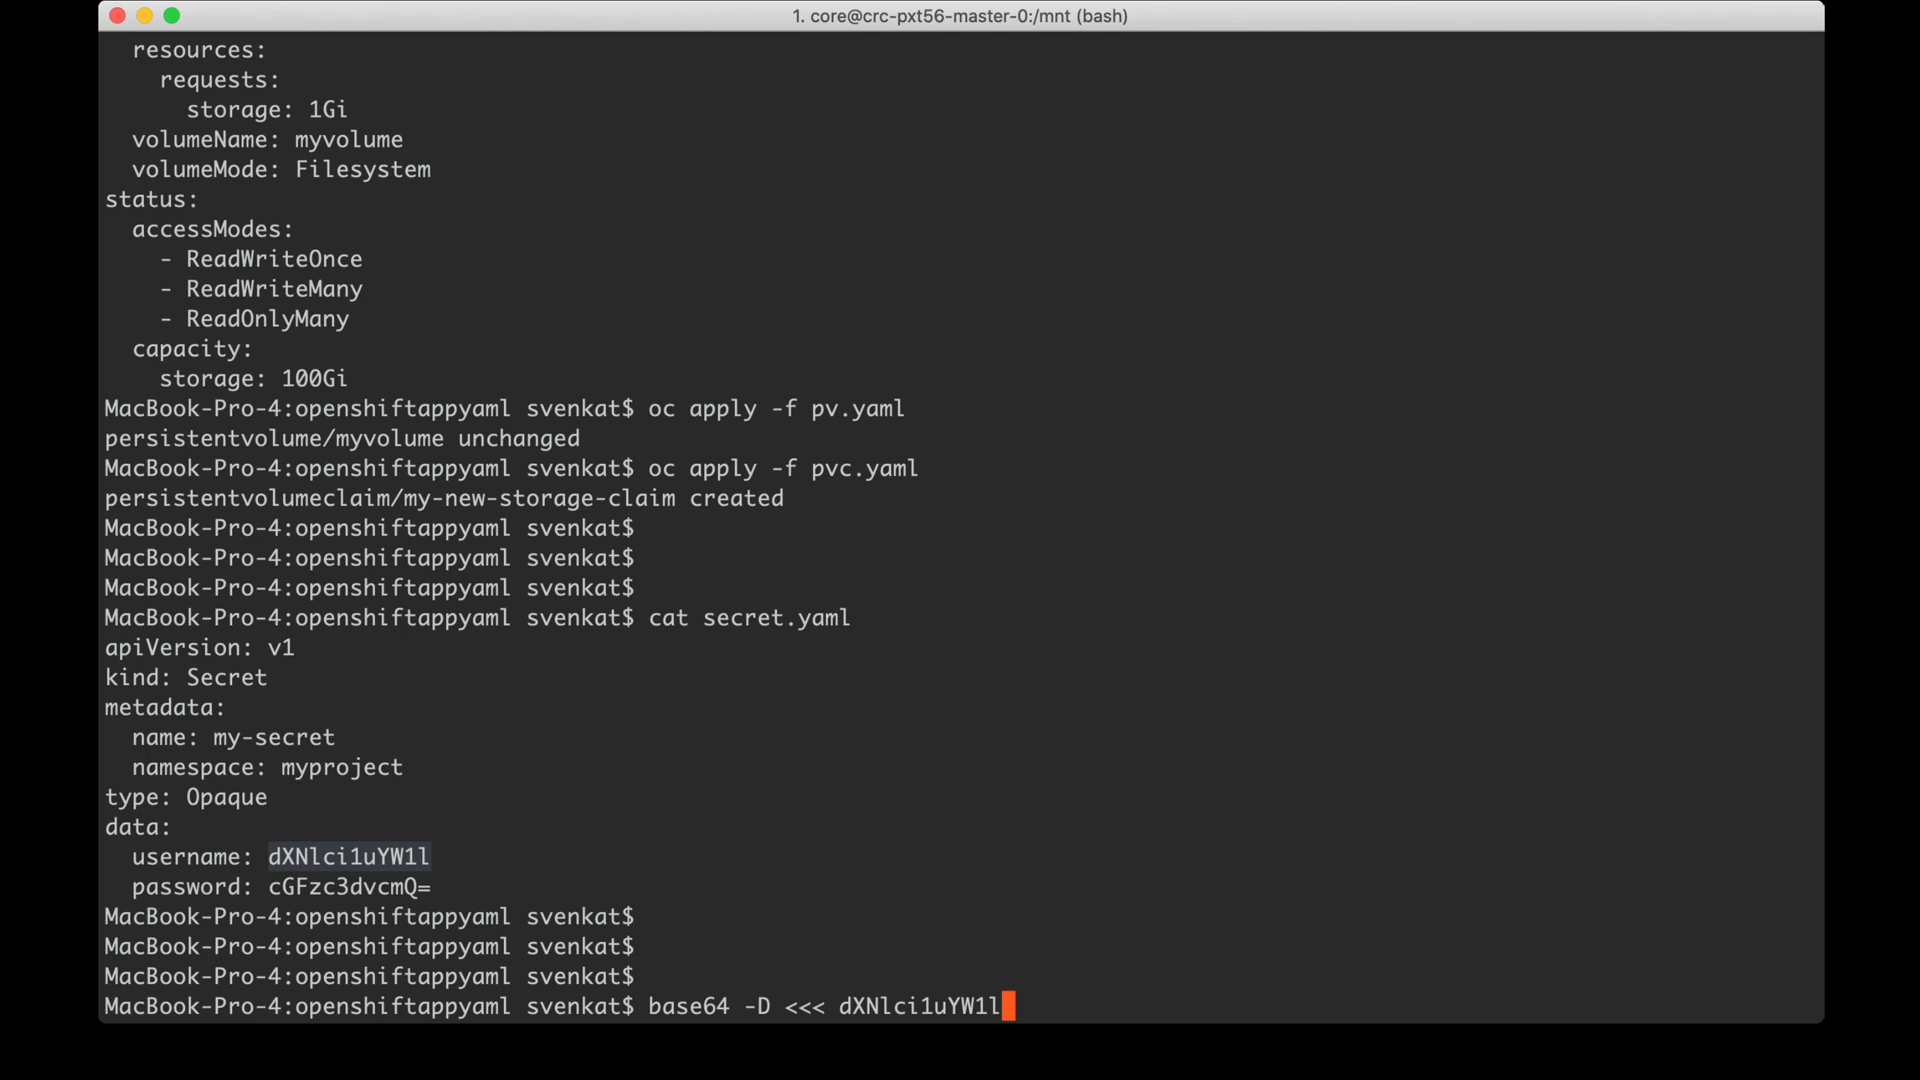 1. core@crc-pxt56-master-0:/mnt (bash)
  resources:
    requests:
      storage: 1Gi
  volumeName: myvolume
  volumeMode: Filesystem
status:
  accessModes:
    - ReadWriteOnce
    - ReadWriteMany
    - ReadOnlyMany
  capacity:
    storage: 100Gi
MacBook-Pro-4:openshiftappyaml svenkat$ oc apply -f pv.yaml
persistentvolume/myvolume unchanged
MacBook-Pro-4:openshiftappyaml svenkat$ oc apply -f pvc.yaml
persistentvolumeclaim/my-new-storage-claim created
MacBook-Pro-4:openshiftappyaml svenkat$
MacBook-Pro-4:openshiftappyaml svenkat$
MacBook-Pro-4:openshiftappyaml svenkat$
MacBook-Pro-4:openshiftappyaml svenkat$ cat secret.yaml
apiVersion: v1
kind: Secret
metadata:
  name: my-secret
  namespace: myproject
type: Opaque
data:
  username: dXNlci1uYW1l
  password: cGFzc3dvcmQ=
MacBook-Pro-4:openshiftappyaml svenkat$
MacBook-Pro-4:openshiftappyaml svenkat$
MacBook-Pro-4:openshiftappyaml svenkat$
MacBook-Pro-4:openshiftappyaml svenkat$ base64 -D <<< dXNlci1uYW1l